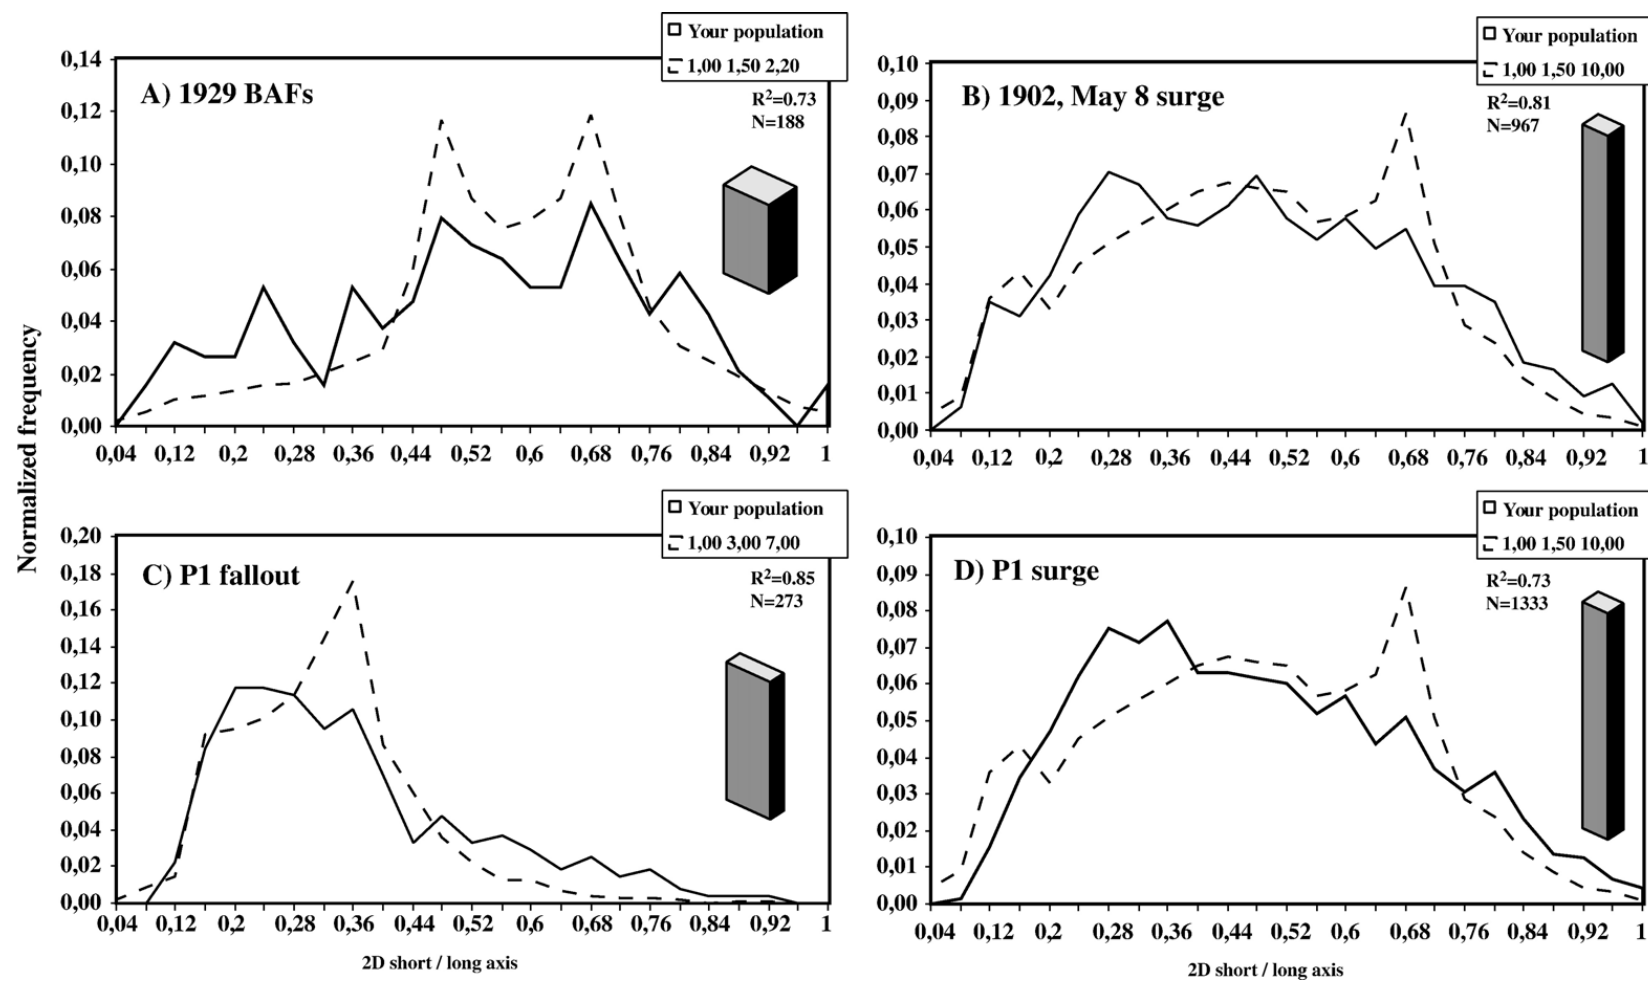 Normalized frequency
Your population
1,00 1,50 2,20
A) 1929 BAFs
R²=0.73
N=188
0,14
0,12
0,10
0,08
0,06
0,04
0,02
0,00
0,04 0,12 0,2 0,28 0,36 0,44 0,52 0,6 0,68 0,76 0,84 0,92 1
Your population
1,00 1,50 10,00
B) 1902, May 8 surge
R²=0.81
N=967
0,10
0,09
0,08
0,07
0,06
0,05
0,04
0,03
0,02
0,01
0,00
0,04 0,12 0,2 0,28 0,36 0,44 0,52 0,6 0,68 0,76 0,84 0,92 1
Your population
1,00 3,00 7,00
C) P1 fallout
R²=0.85
N=273
0,20
0,18
0,16
0,14
0,12
0,10
0,08
0,06
0,04
0,02
0,00
0,04 0,12 0,2 0,28 0,36 0,44 0,52 0,6 0,68 0,76 0,84 0,92 1
2D short / long axis
Your population
1,00 1,50 10,00
D) P1 surge
R²=0.73
N=1333
0,10
0,09
0,08
0,07
0,06
0,05
0,04
0,03
0,02
0,01
0,00
0,04 0,12 0,2 0,28 0,36 0,44 0,52 0,6 0,68 0,76 0,84 0,92 1
2D short / long axis